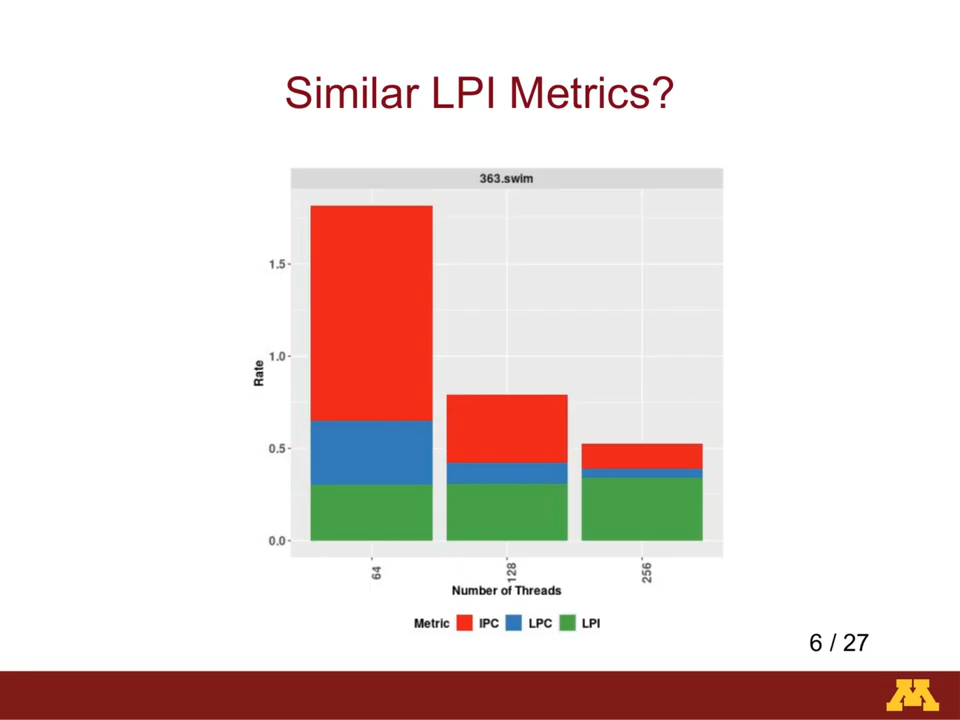 Similar LPI Metrics?
363.swim
1.5
1.0
0.5
0.0
Rate
64
128
256
Number of Threads
Metric IPC LPC LPI
6 / 27
M